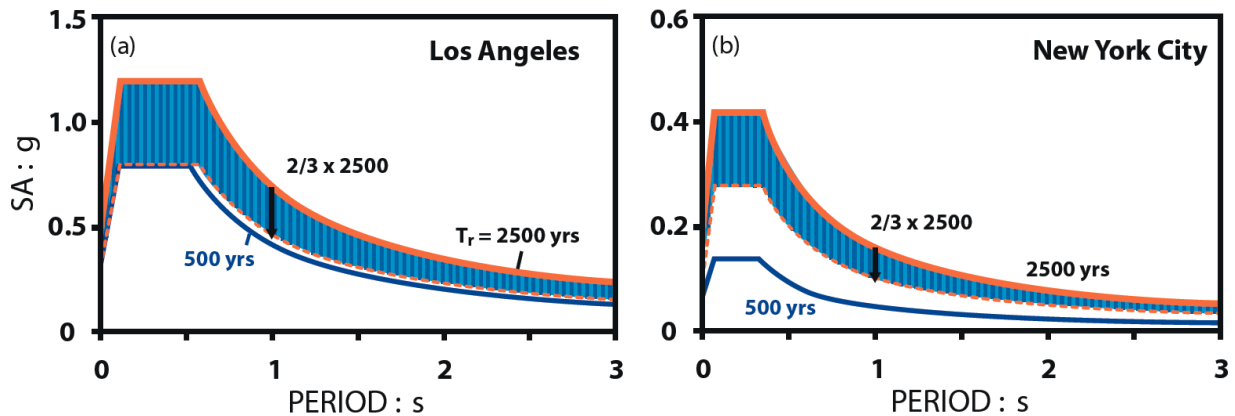 (a)
Los Angeles
1.5
1.0
0.5
0
SA : g
2/3 x 2500
Tr = 2500 yrs
500 yrs
0 1 2 3
PERIOD : s
(b)
New York City
0.6
0.4
0.2
0
2/3 x 2500
2500 yrs
500 yrs
0 1 2 3
PERIOD : s